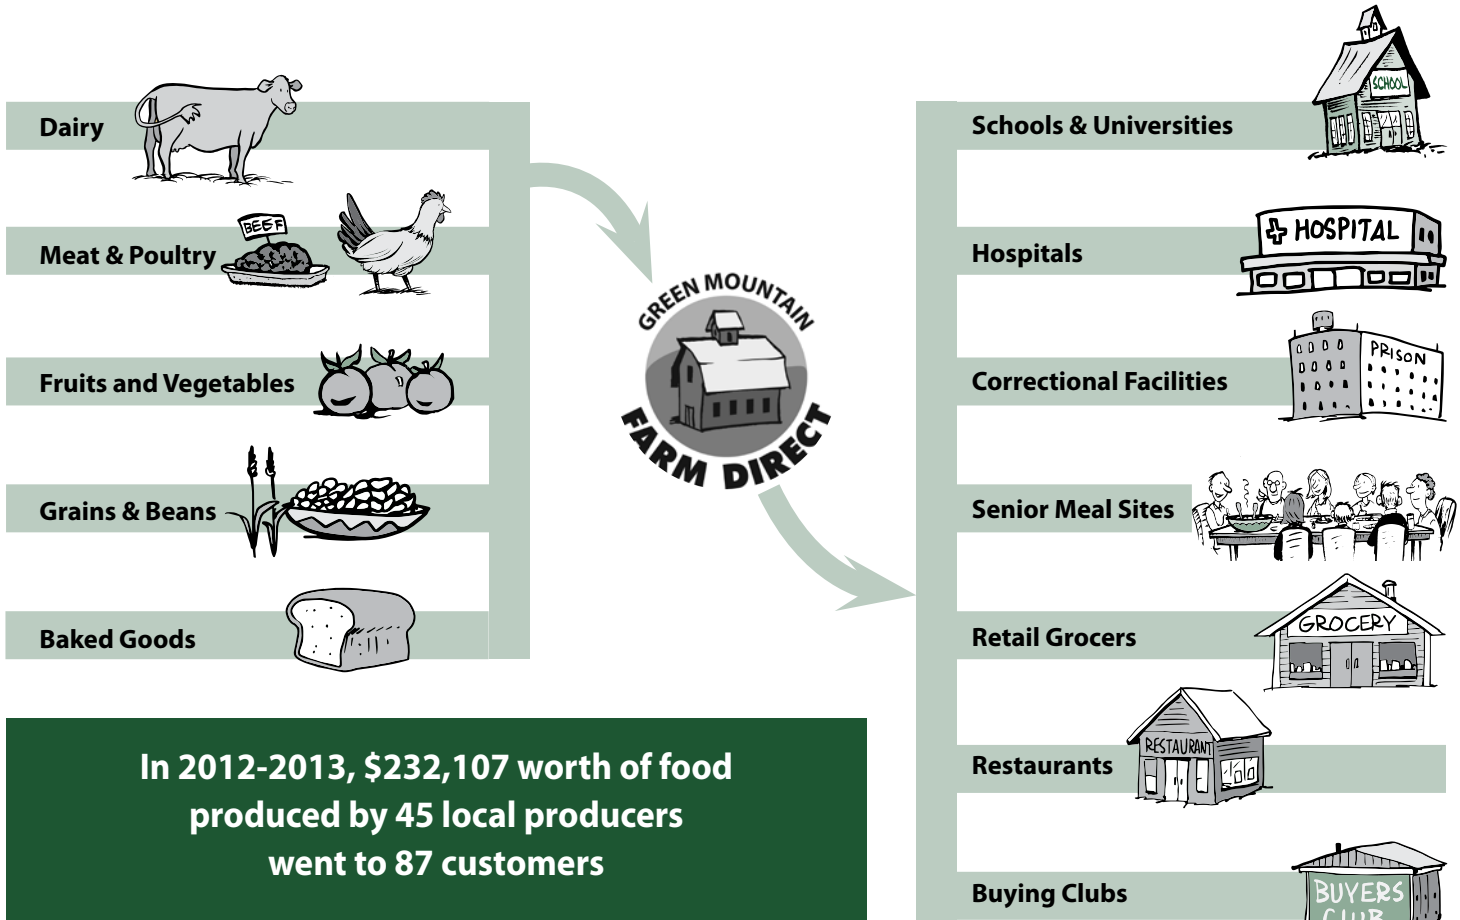 Dairy
Meat & Poultry
BEEF
Fruits and Vegetables
Grains & Beans
Baked Goods
GREEN MOUNTAIN
FARM DIRECT
Schools & Universities
SCHOOL
Hospitals
HOSPITAL
Correctional Facilities
PRISON
Senior Meal Sites
Retail Grocers
GROCERY
Restaurants
RESTAURANT
Buying Clubs
BUYERS
CLUB
In 2012-2013, $232,107 worth of food
produced by 45 local producers
went to 87 customers